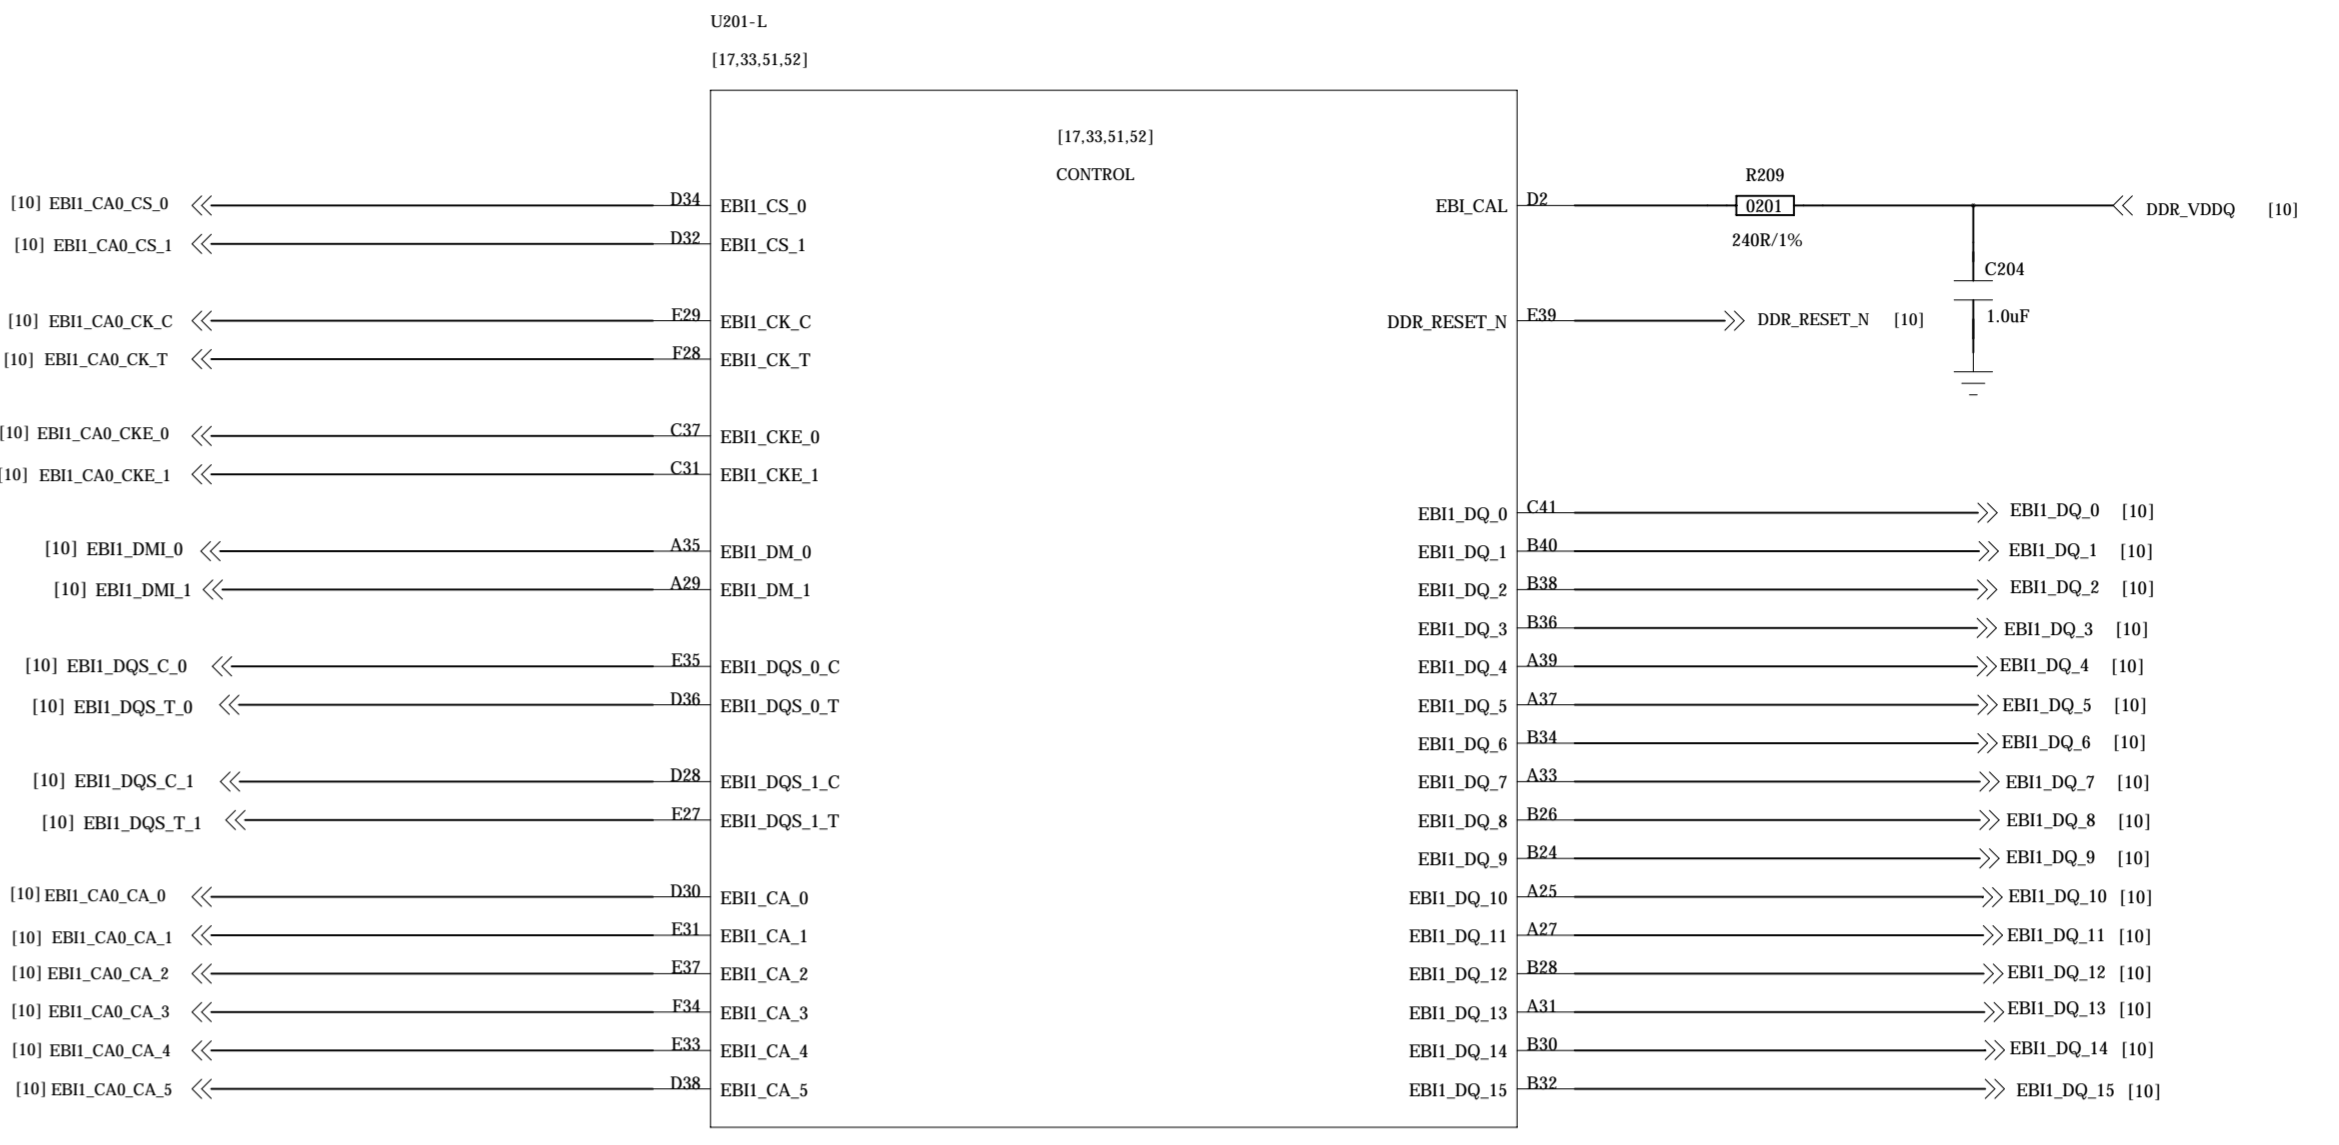 U201-L
[17,33,51,52]
[17,33,51,52]
CONTROL
R209
[10] EBI1_CA0_CS_0 D34 EBI1_CS_0 EBI_CAL D2 0201 DDR_VDDQ [10]
[10] EBI1_CA0_CS_1 D32 EBI1_CS_1 240R/1%
C204
[10] EBI1_CA0_CK_C E29 EBI1_CK_C DDR_RESET_N E39 DDR_RESET_N [10] 1.0uF
[10] EBI1_CA0_CK_T F28 EBI1_CK_T
[10] EBI1_CA0_CKE_0 C37 EBI1_CKE_0
[10] EBI1_CA0_CKE_1 C31 EBI1_CKE_1
EBI1_DQ_0 C41 EBI1_DQ_0 [10]
[10] EBI1_DMI_0 A35 EBI1_DM_0 EBI1_DQ_1 B40 EBI1_DQ_1 [10]
[10] EBI1_DMI_1 A29 EBI1_DM_1 EBI1_DQ_2 B38 EBI1_DQ_2 [10]
EBI1_DQ_3 B36 EBI1_DQ_3 [10]
[10] EBI1_DQS_C_0 E35 EBI1_DQS_0_C EBI1_DQ_4 A39 EBI1_DQ_4 [10]
[10] EBI1_DQS_T_0 D36 EBI1_DQS_0_T EBI1_DQ_5 A37 EBI1_DQ_5 [10]
EBI1_DQ_6 B34 EBI1_DQ_6 [10]
[10] EBI1_DQS_C_1 D28 EBI1_DQS_1_C EBI1_DQ_7 A33 EBI1_DQ_7 [10]
[10] EBI1_DQS_T_1 E27 EBI1_DQS_1_T EBI1_DQ_8 B26 EBI1_DQ_8 [10]
EBI1_DQ_9 B24 EBI1_DQ_9 [10]
[10] EBI1_CA0_CA_0 D30 EBI1_CA_0 EBI1_DQ_10 A25 EBI1_DQ_10 [10]
[10] EBI1_CA0_CA_1 E31 EBI1_CA_1 EBI1_DQ_11 A27 EBI1_DQ_11 [10]
[10] EBI1_CA0_CA_2 E37 EBI1_CA_2 EBI1_DQ_12 B28 EBI1_DQ_12 [10]
[10] EBI1_CA0_CA_3 F34 EBI1_CA_3 EBI1_DQ_13 A31 EBI1_DQ_13 [10]
[10] EBI1_CA0_CA_4 E33 EBI1_CA_4 EBI1_DQ_14 B30 EBI1_DQ_14 [10]
[10] EBI1_CA0_CA_5 D38 EBI1_CA_5 EBI1_DQ_15 B32 EBI1_DQ_15 [10]